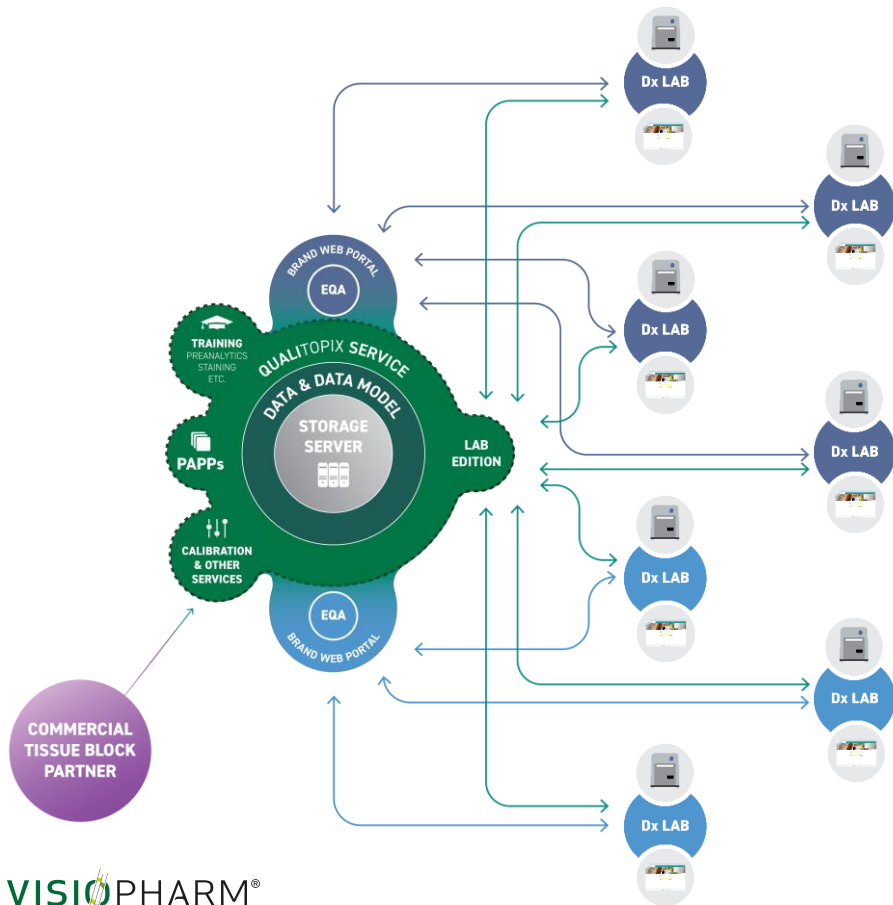 Dx LAB
Dx LAB
BRAND WEB PORTAL
EQA
TRAINING
PREANALYTICS
STAINING
ETC.
QUALITOPIX SERVICE
DATA & DATA MODEL
STORAGE
SERVER
Dx LAB
PAPPs
LAB
EDITION
Dx LAB
CALIBRATION
& OTHER
SERVICES
Dx LAB
EQA
BRAND WEB PORTAL
Dx LAB
COMMERCIAL
TISSUE BLOCK
PARTNER
Dx LAB
VISIOPHARM®